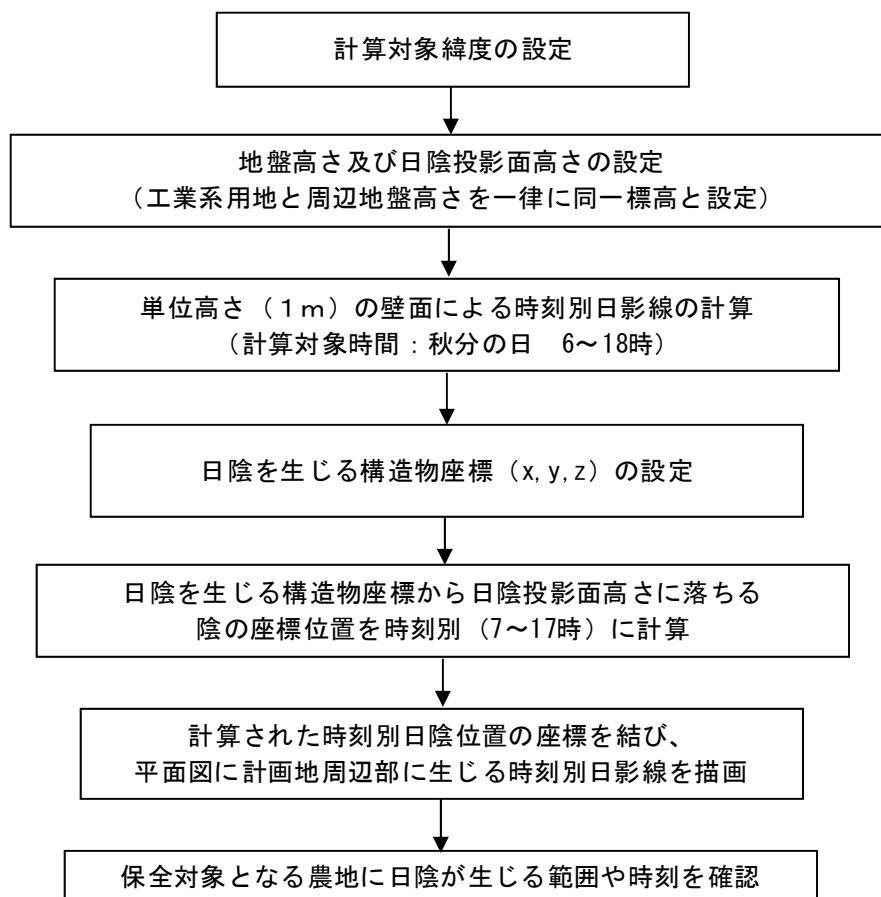 計算対象緯度の設定
地盤高さ及び日陰投影面高さの設定
（工業系用地と周辺地盤高さを一律に同一標高と設定）
単位高さ（１ｍ）の壁面による時刻別日影線の計算
（計算対象時間：秋分の日　6～18時）
日陰を生じる構造物座標（x, y, z）の設定
日陰を生じる構造物座標から日陰投影面高さに落ちる
陰の座標位置を時刻別（7～17時）に計算
計算された時刻別日陰位置の座標を結び、
平面図に計画地周辺部に生じる時刻別日影線を描画
保全対象となる農地に日陰が生じる範囲や時刻を確認